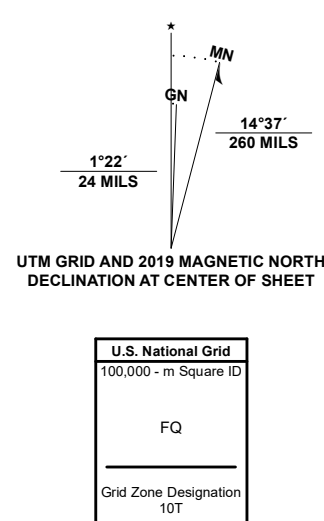 MN
GN
14°37´
260 MILS
1°22´
24 MILS
UTM GRID AND 2019 MAGNETIC NORTH
DECLINATION AT CENTER OF SHEET
U.S. National Grid
100,000 - m Square ID
FQ
Grid Zone Designation
10T